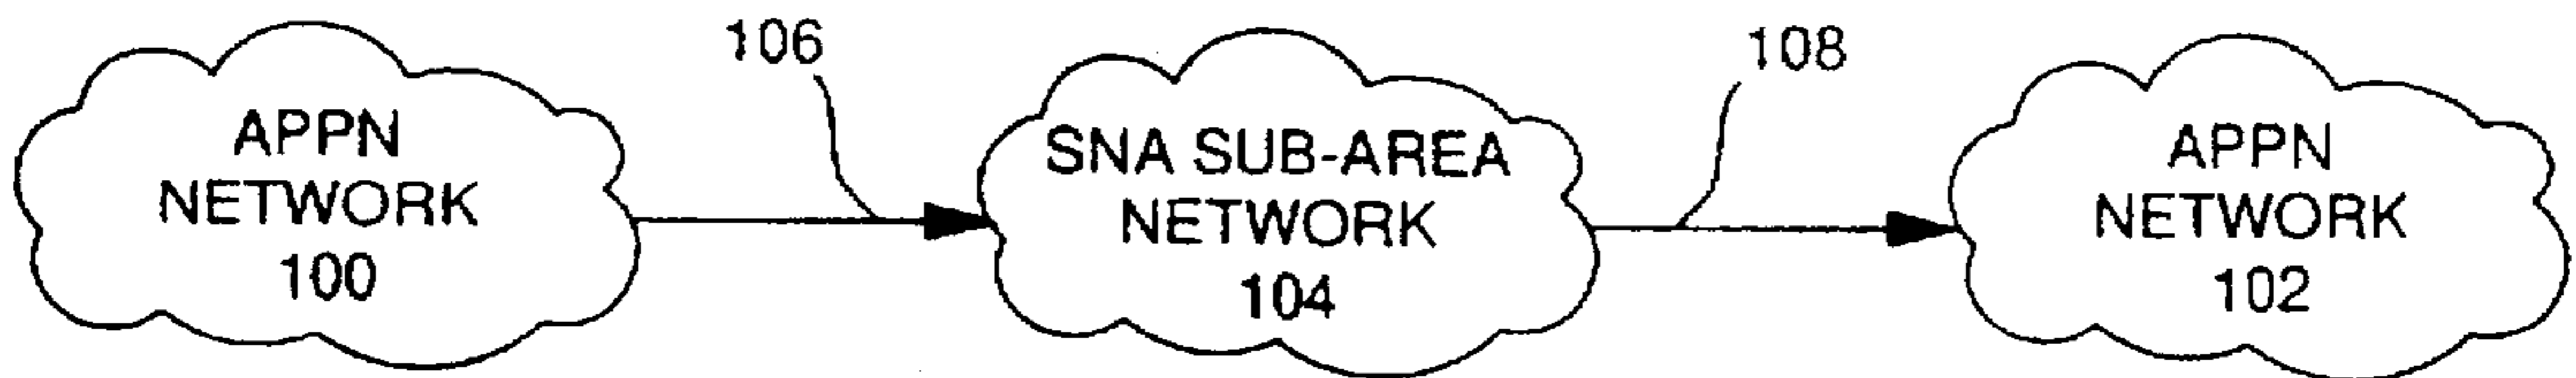 106
108
APPN
NETWORK
100
SNA SUB-AREA
NETWORK
104
APPN
NETWORK
102